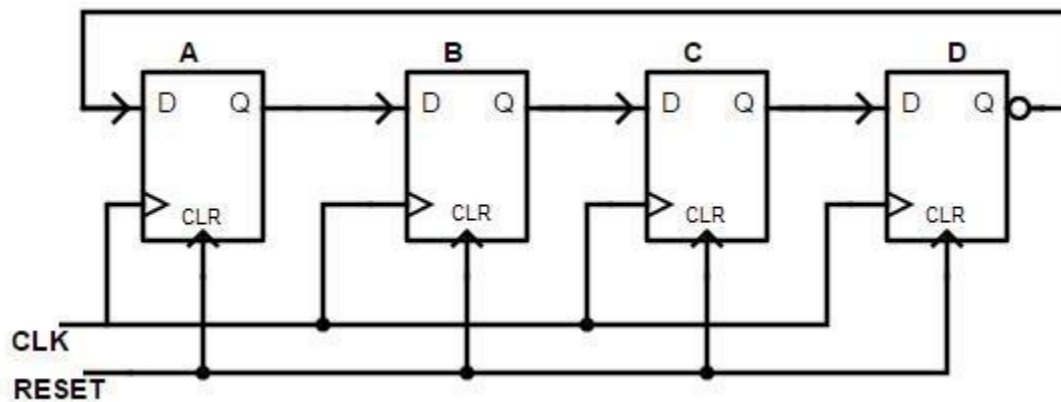 A B C D
D Q D Q D Q D Q
CLR CLR CLR CLR
CLK
RESET